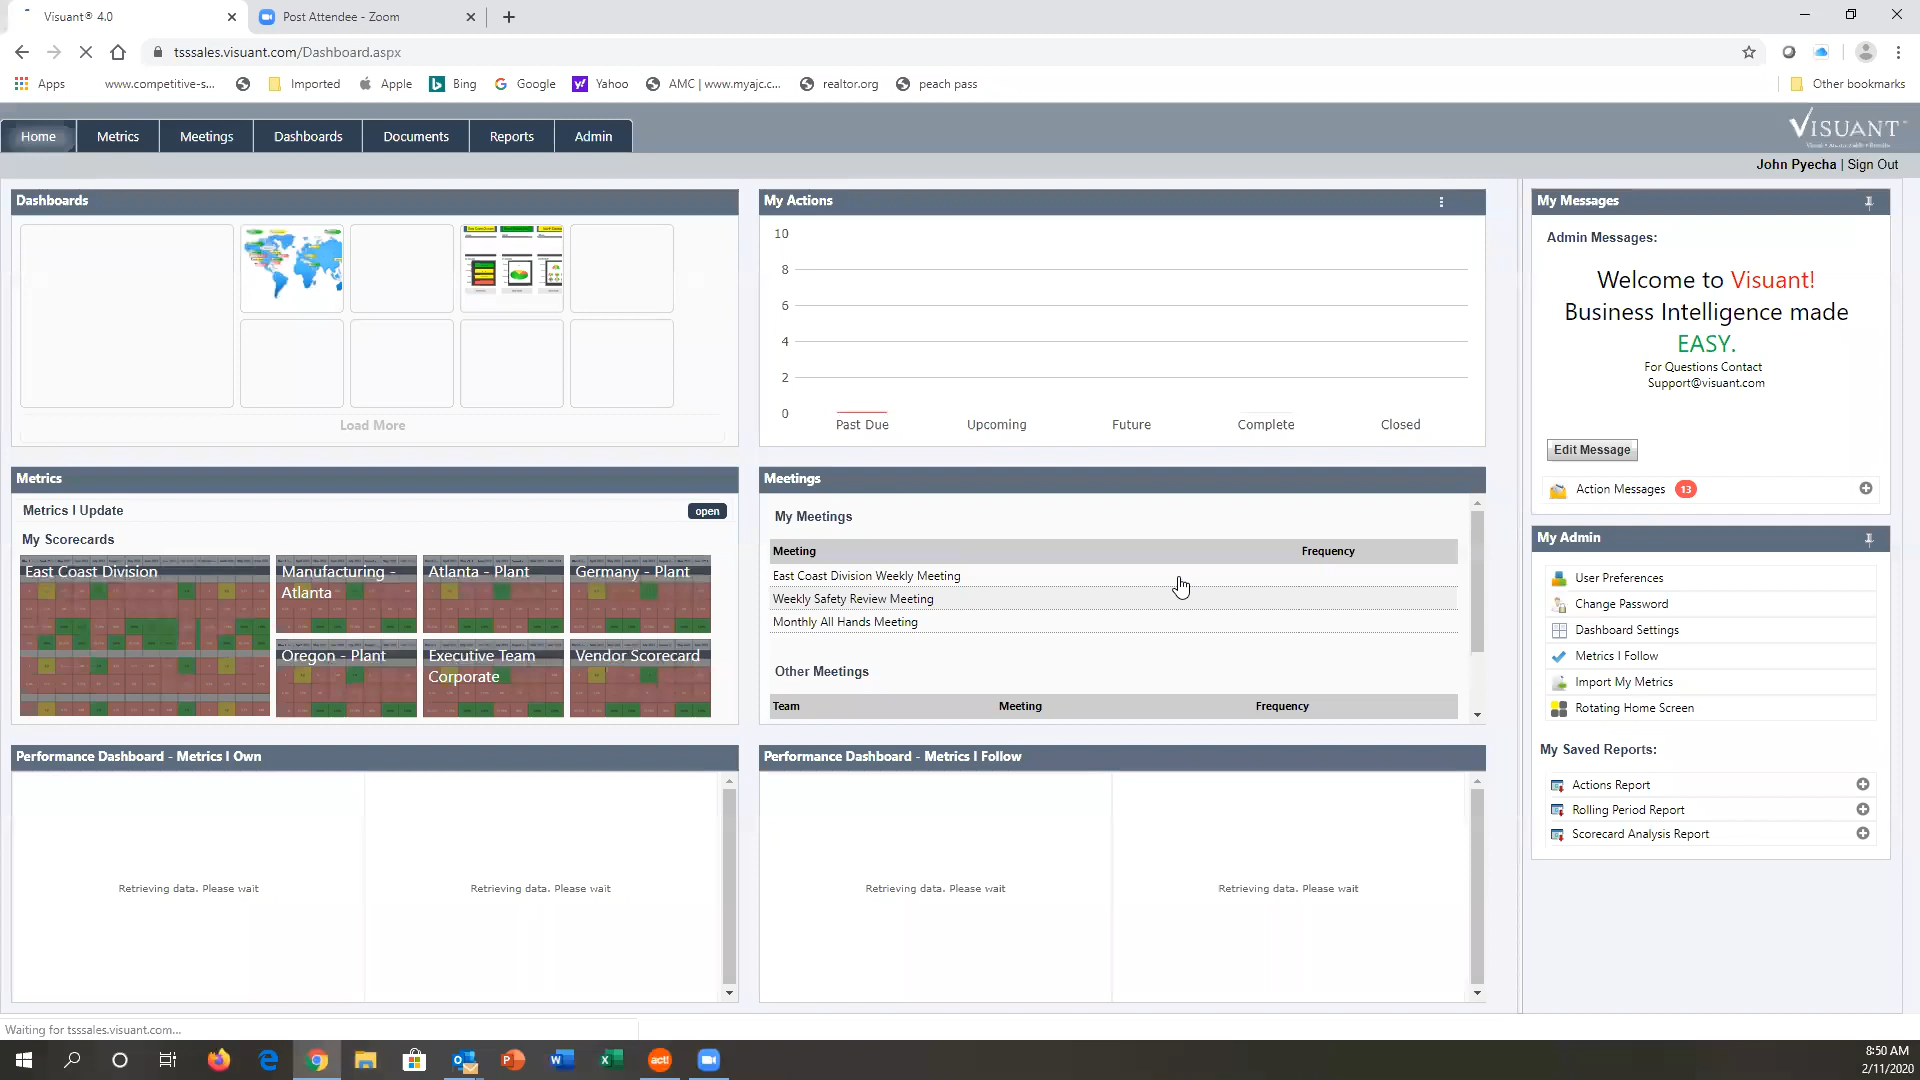 Visuant® 4.0
Post Attendee - Zoom
tsssales.visuant.com/Dashboard.aspx
Apps
www.competitive-s...
Imported
Apple
Bing
Google
Yahoo
AMC | www.myajc.c...
realtor.org
peach pass
Other bookmarks
Home
Metrics
Meetings
Dashboards
Documents
Reports
Admin
VISUANT
John Pyecha | Sign Out
Dashboards
Load More
My Actions
10
8
6
4
2
0
Past Due
Upcoming
Future
Complete
Closed
My Messages
Admin Messages:
Welcome to Visuant!
Business Intelligence made
EASY.
For Questions Contact
Support@visuant.com
Edit Message
Action Messages 13
Metrics
Metrics I Update
open
My Scorecards
East Coast Division
Manufacturing -
Atlanta
Atlanta - Plant
Germany - Plant
Oregon - Plant
Executive Team
Corporate
Vendor Scorecard
Meetings
My Meetings
Meeting Frequency
East Coast Division Weekly Meeting
Weekly Safety Review Meeting
Monthly All Hands Meeting
Other Meetings
Team Meeting Frequency
My Admin
User Preferences
Change Password
Dashboard Settings
Metrics I Follow
Import My Metrics
Rotating Home Screen
My Saved Reports:
Actions Report
Rolling Period Report
Scorecard Analysis Report
Performance Dashboard - Metrics I Own
Retrieving data. Please wait
Retrieving data. Please wait
Performance Dashboard - Metrics I Follow
Retrieving data. Please wait
Retrieving data. Please wait
Waiting for tsssales.visuant.com...
act!
8:50 AM
2/11/2020